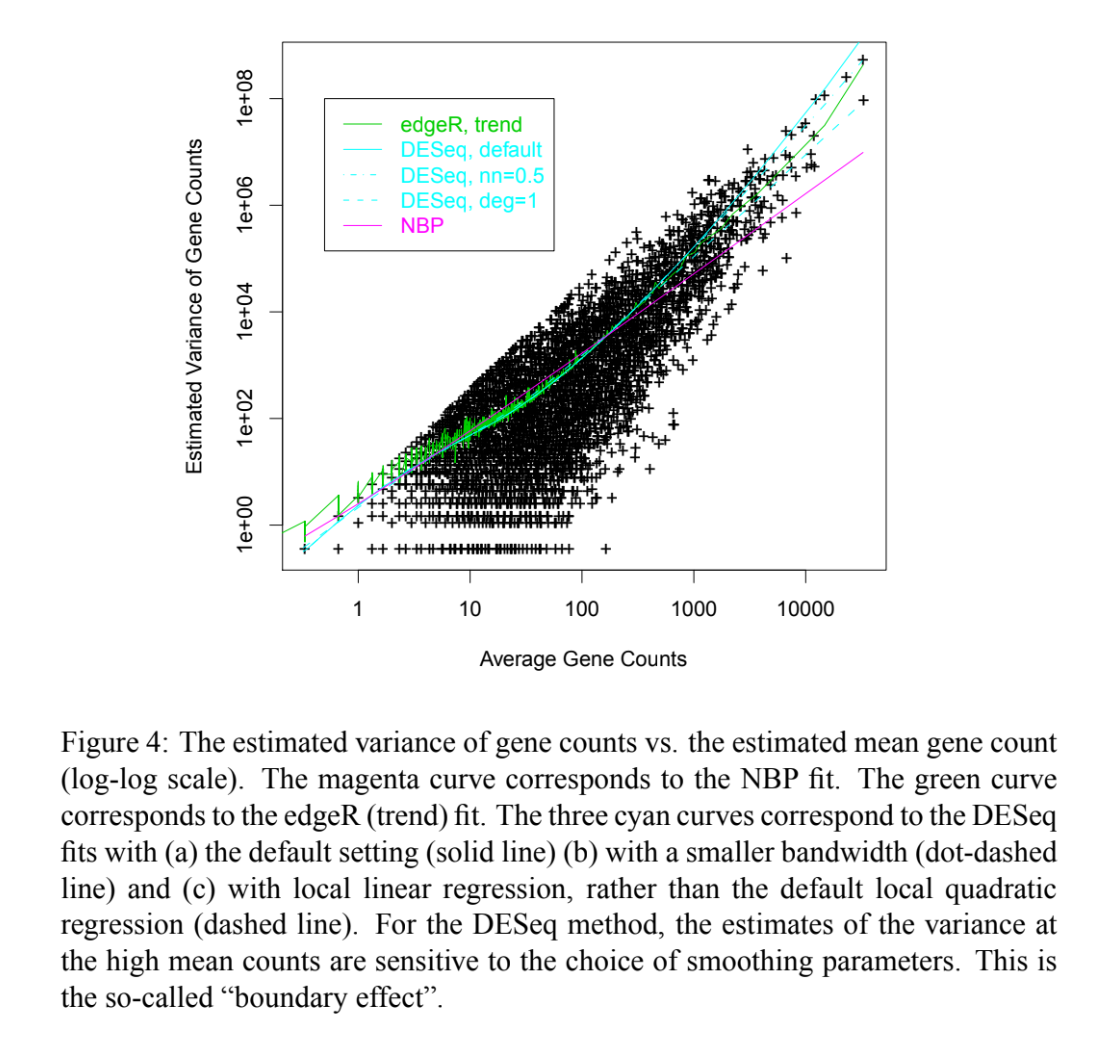 1e+08
1e+06
1e+04
1e+02
1e+00
Estimated Variance of Gene Counts
edgeR, trend
DESeq, default
DESeq, nn=0.5
DESeq, deg=1
NBP
1 10 100 1000 10000
Average Gene Counts
Figure 4: The estimated variance of gene counts vs. the estimated mean gene count
(log-log scale). The magenta curve corresponds to the NBP fit. The green curve
corresponds to the edgeR (trend) fit. The three cyan curves correspond to the DESeq
fits with (a) the default setting (solid line) (b) with a smaller bandwidth (dot-dashed
line) and (c) with local linear regression, rather than the default local quadratic
regression (dashed line). For the DESeq method, the estimates of the variance at
the high mean counts are sensitive to the choice of smoothing parameters. This is
the so-called “boundary effect”.